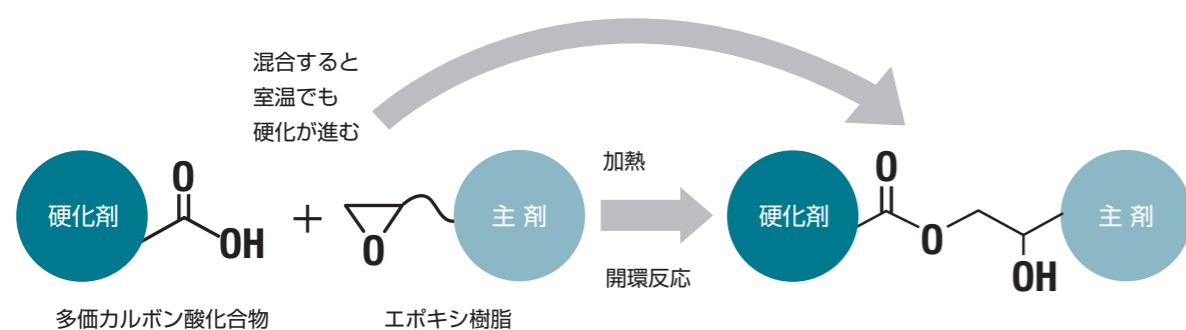 混合すると
室温でも
硬化が進む
硬化剤
O
OH
+
O
主 剤
加熱
開環反応
硬化剤
O
O
OH
主 剤
多価カルボン酸化合物
エポキシ樹脂